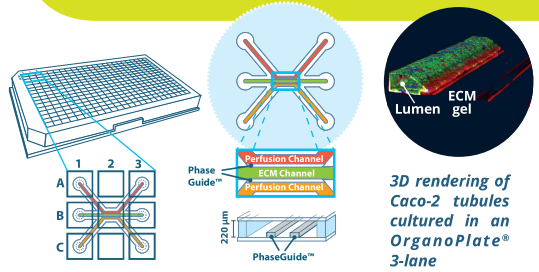 1 2 3
A
B
C
Phase
Guide™
Perfusion Channel
ECM Channel
Perfusion Channel
220 µm
PhaseGuide™
Lumen
ECM
gel
3D rendering of
Caco-2 tubules
cultured in an
OrganoPlate®
3-lane